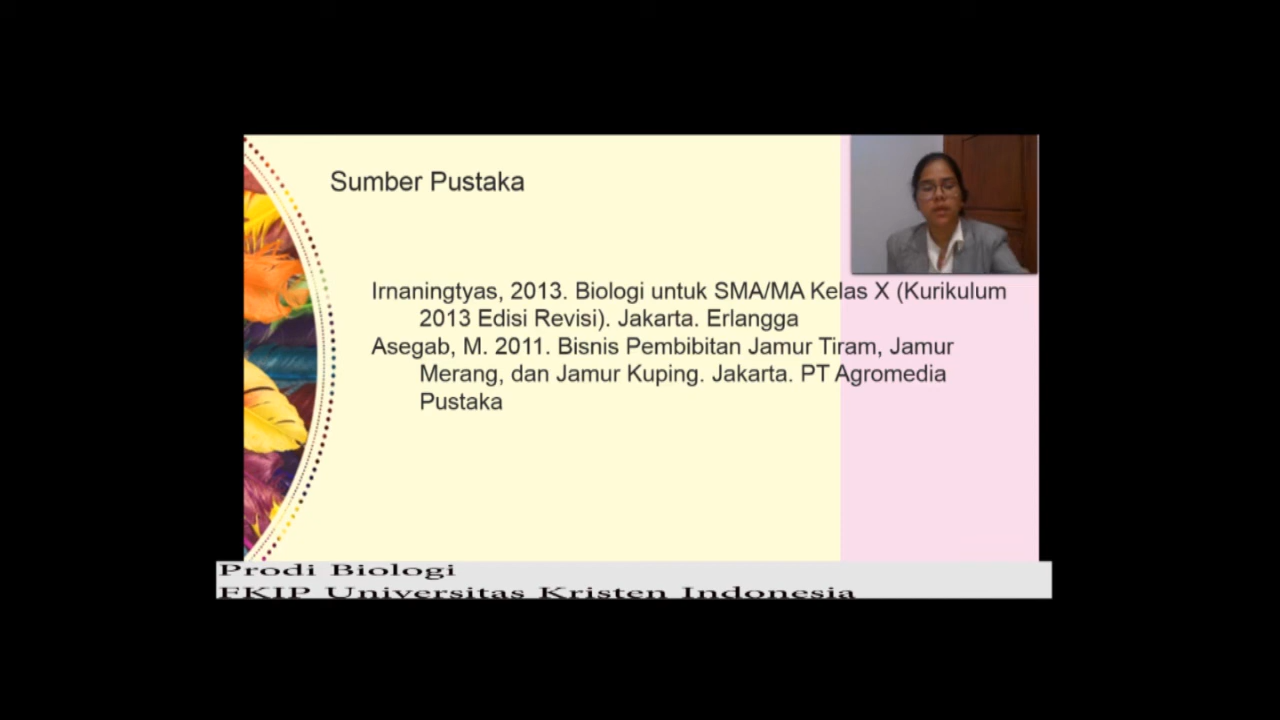 Sumber Pustaka
Irnaningtyas, 2013. Biologi untuk SMA/MA Kelas X (Kurikulum
2013 Edisi Revisi). Jakarta. Erlangga
Asegab, M. 2011. Bisnis Pembibitan Jamur Tiram, Jamur
Merang, dan Jamur Kuping. Jakarta. PT Agromedia
Pustaka
Prodi Biologi
FKIP Universitas Kristen Indonesia